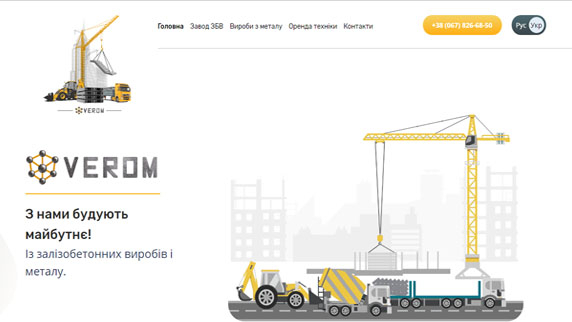 Головна Завод ЗБВ Вироби з металу Оренда техніки Контакти
+38 (067) 826-68-50
Рус Укр
VEROM
VEROM
З нами будують
майбутнє!
Із залізобетонних виробів і
металу.